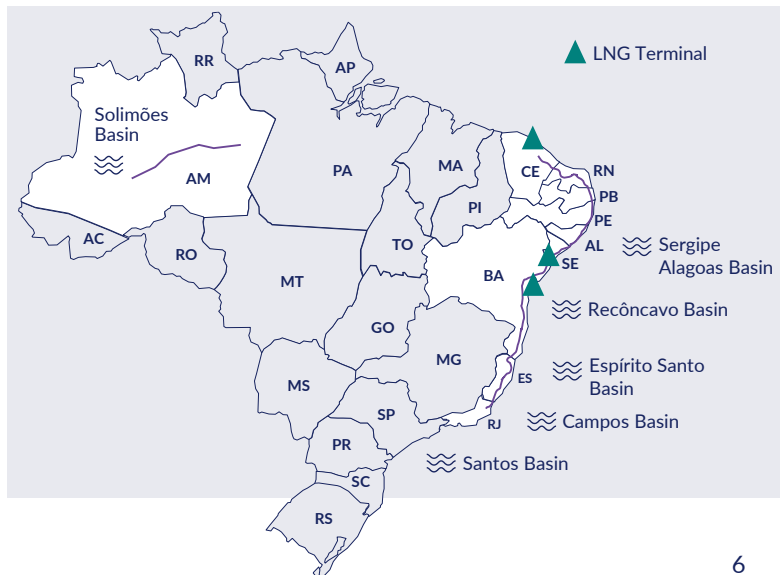 LNG Terminal
RR
AP
Solimões
Basin
AM
PA
MA
CE
RN
PB
PI
PE
AL
SE
Sergipe
Alagoas Basin
AC
RO
TO
MT
BA
Recôncavo Basin
GO
MG
Espírito Santo
Basin
ES
MS
SP
RJ
Campos Basin
PR
Santos Basin
SC
RS
6